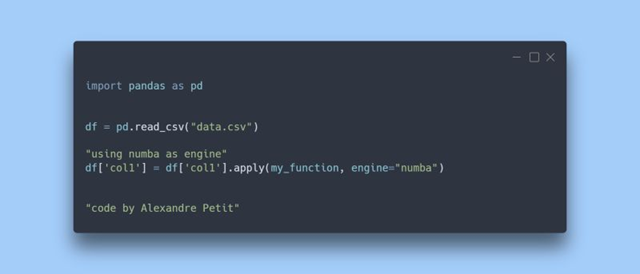 import pandas as pd
df = pd.read_csv("data.csv")
"using numba as engine"
df['col1'] = df['col1'].apply(my_function, engine="numba")
"code by Alexandre Petit"